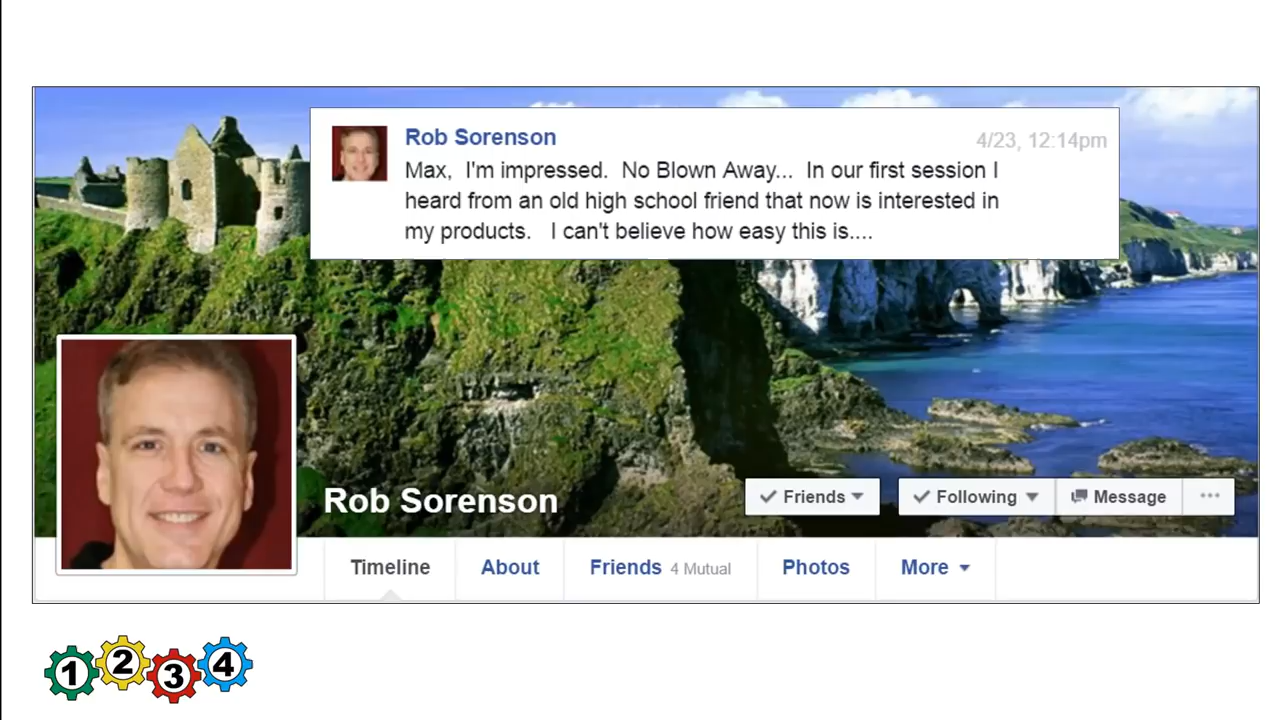 Rob Sorenson
4/23, 12:14pm
Max,  I'm impressed.  No Blown Away...  In our first session I
heard from an old high school friend that now is interested in
my products.   I can't believe how easy this is....
Rob Sorenson
Friends
Following
Message
Timeline
About
Friends 4 Mutual
Photos
More
1 2 3 4